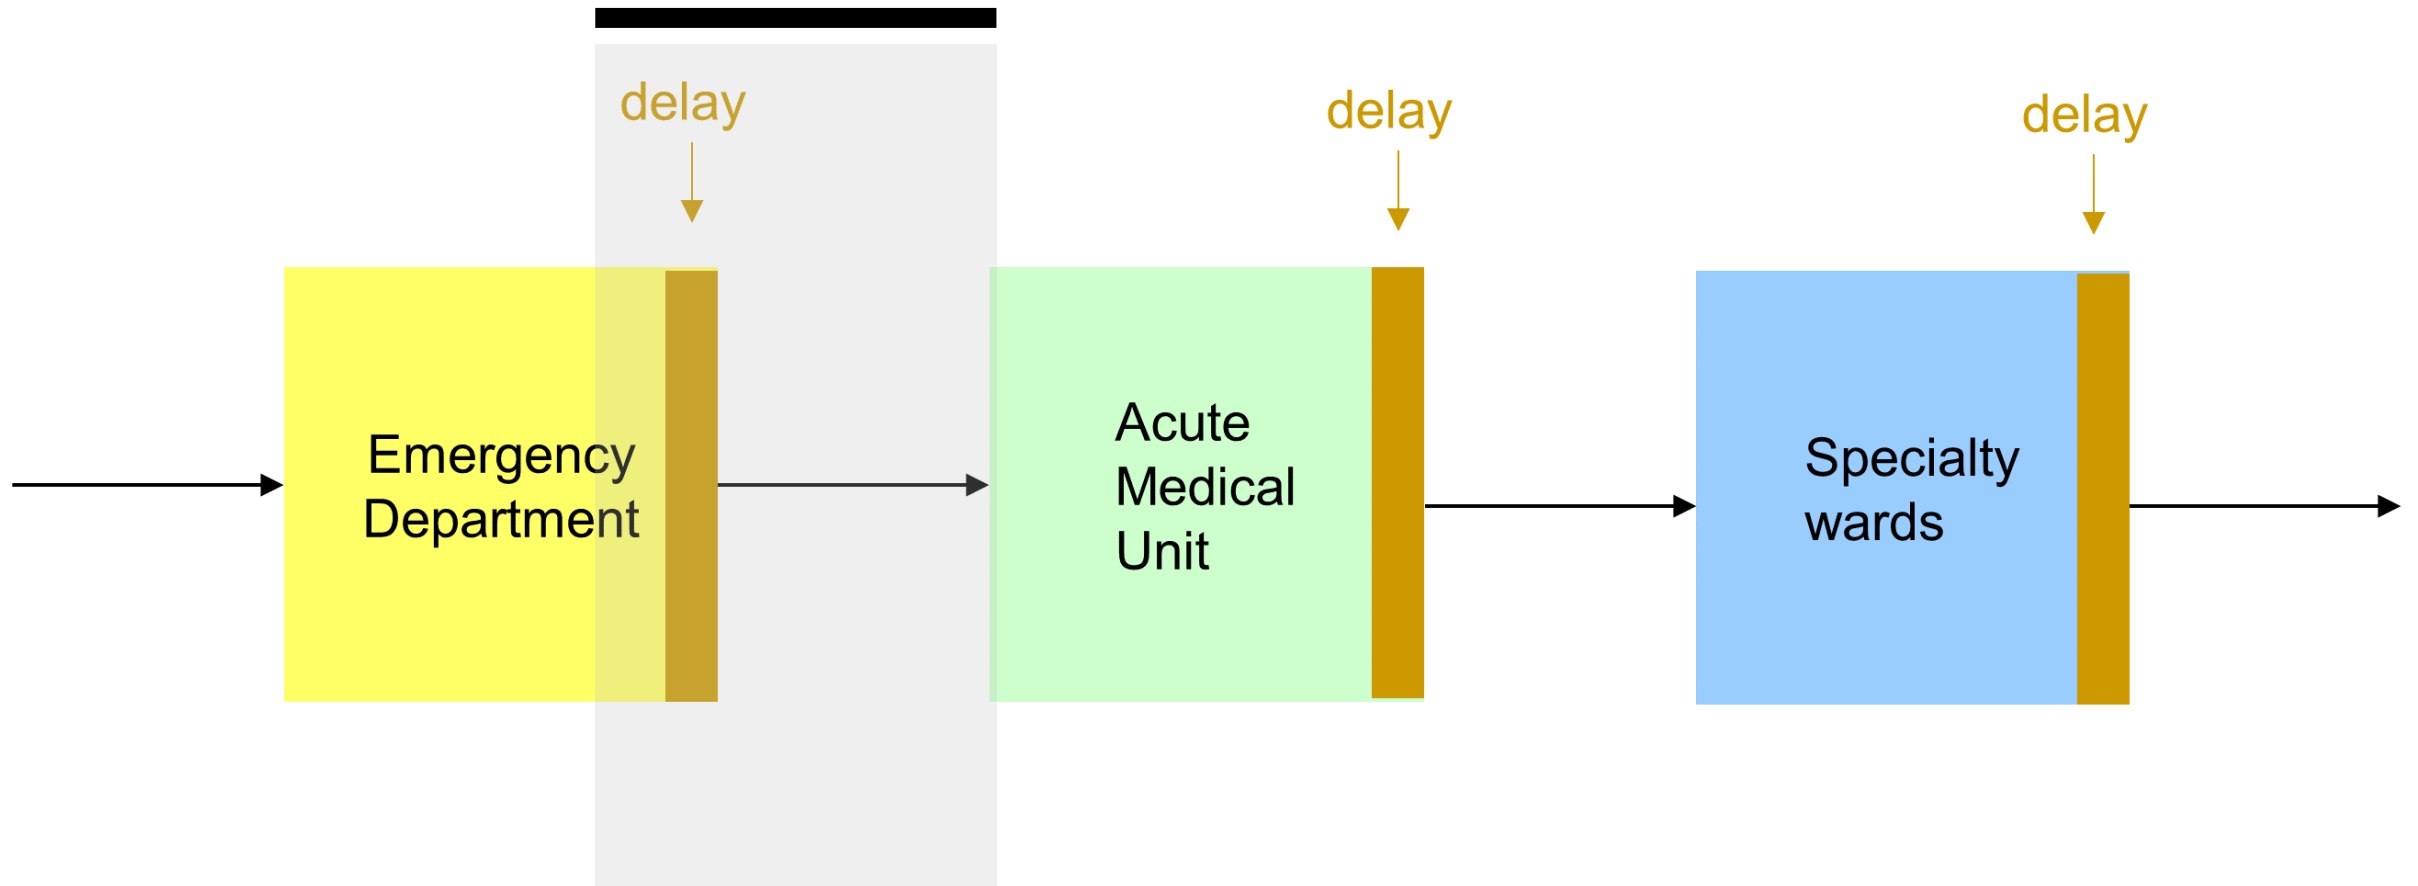 delay
delay
delay
Emergency
Department
Acute
Medical
Unit
Specialty
wards